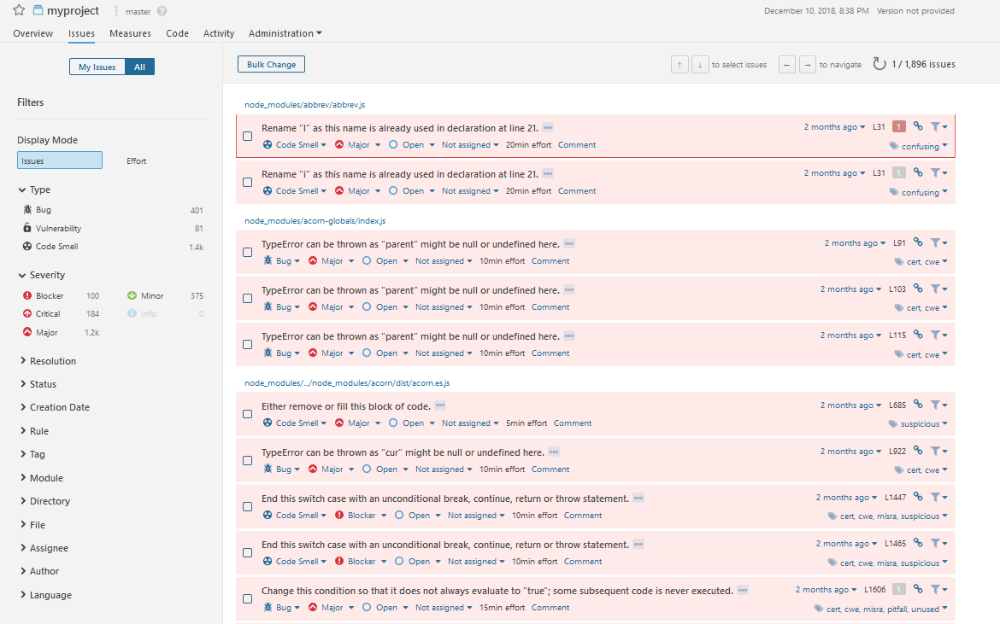 myproject master ? December 10, 2018, 8:38 PM Version not provided
Overview Issues Measures Code Activity Administration
My Issues All
Bulk Change ↑ ↓ to select issues ← → to navigate 1 / 1,896 issues
Filters
Display Mode
Issues Effort
Type
Bug 401
Vulnerability 81
Code Smell 1.4k
Severity
Blocker 100 Minor 375
Critical 184 Info 0
Major 1.2k
Resolution
Status
Creation Date
Rule
Tag
Module
Directory
File
Assignee
Author
Language
node_modules/abbrev/abbrev.js
Rename "l" as this name is already used in declaration at line 21. 2 months ago L31 1
Code Smell Major Open Not assigned 20min effort Comment confusing
Rename "i" as this name is already used in declaration at line 21. 2 months ago L31 1
Code Smell Major Open Not assigned 20min effort Comment confusing
node_modules/acorn-globals/index.js
TypeError can be thrown as "parent" might be null or undefined here. 2 months ago L91
Bug Major Open Not assigned 10min effort Comment cert, cwe
TypeError can be thrown as "parent" might be null or undefined here. 2 months ago L103
Bug Major Open Not assigned 10min effort Comment cert, cwe
TypeError can be thrown as "parent" might be null or undefined here. 2 months ago L115
Bug Major Open Not assigned 10min effort Comment cert, cwe
node_modules/.../node_modules/acorn/dist/acorn.es.js
Either remove or fill this block of code. 2 months ago L685
Code Smell Major Open Not assigned 5min effort Comment suspicious
TypeError can be thrown as "cur" might be null or undefined here. 2 months ago L922
Bug Major Open Not assigned 10min effort Comment cert, cwe
End this switch case with an unconditional break, continue, return or throw statement. 2 months ago L1447
Code Smell Blocker Open Not assigned 10min effort Comment cert, cwe, misra, suspicious
End this switch case with an unconditional break, continue, return or throw statement. 2 months ago L1465
Code Smell Blocker Open Not assigned 10min effort Comment cert, cwe, misra, suspicious
Change this condition so that it does not always evaluate to "true"; some subsequent code is never executed. 2 months ago L1606 1
Bug Major Open Not assigned 15min effort Comment cert, cwe, misra, pitfall, unused